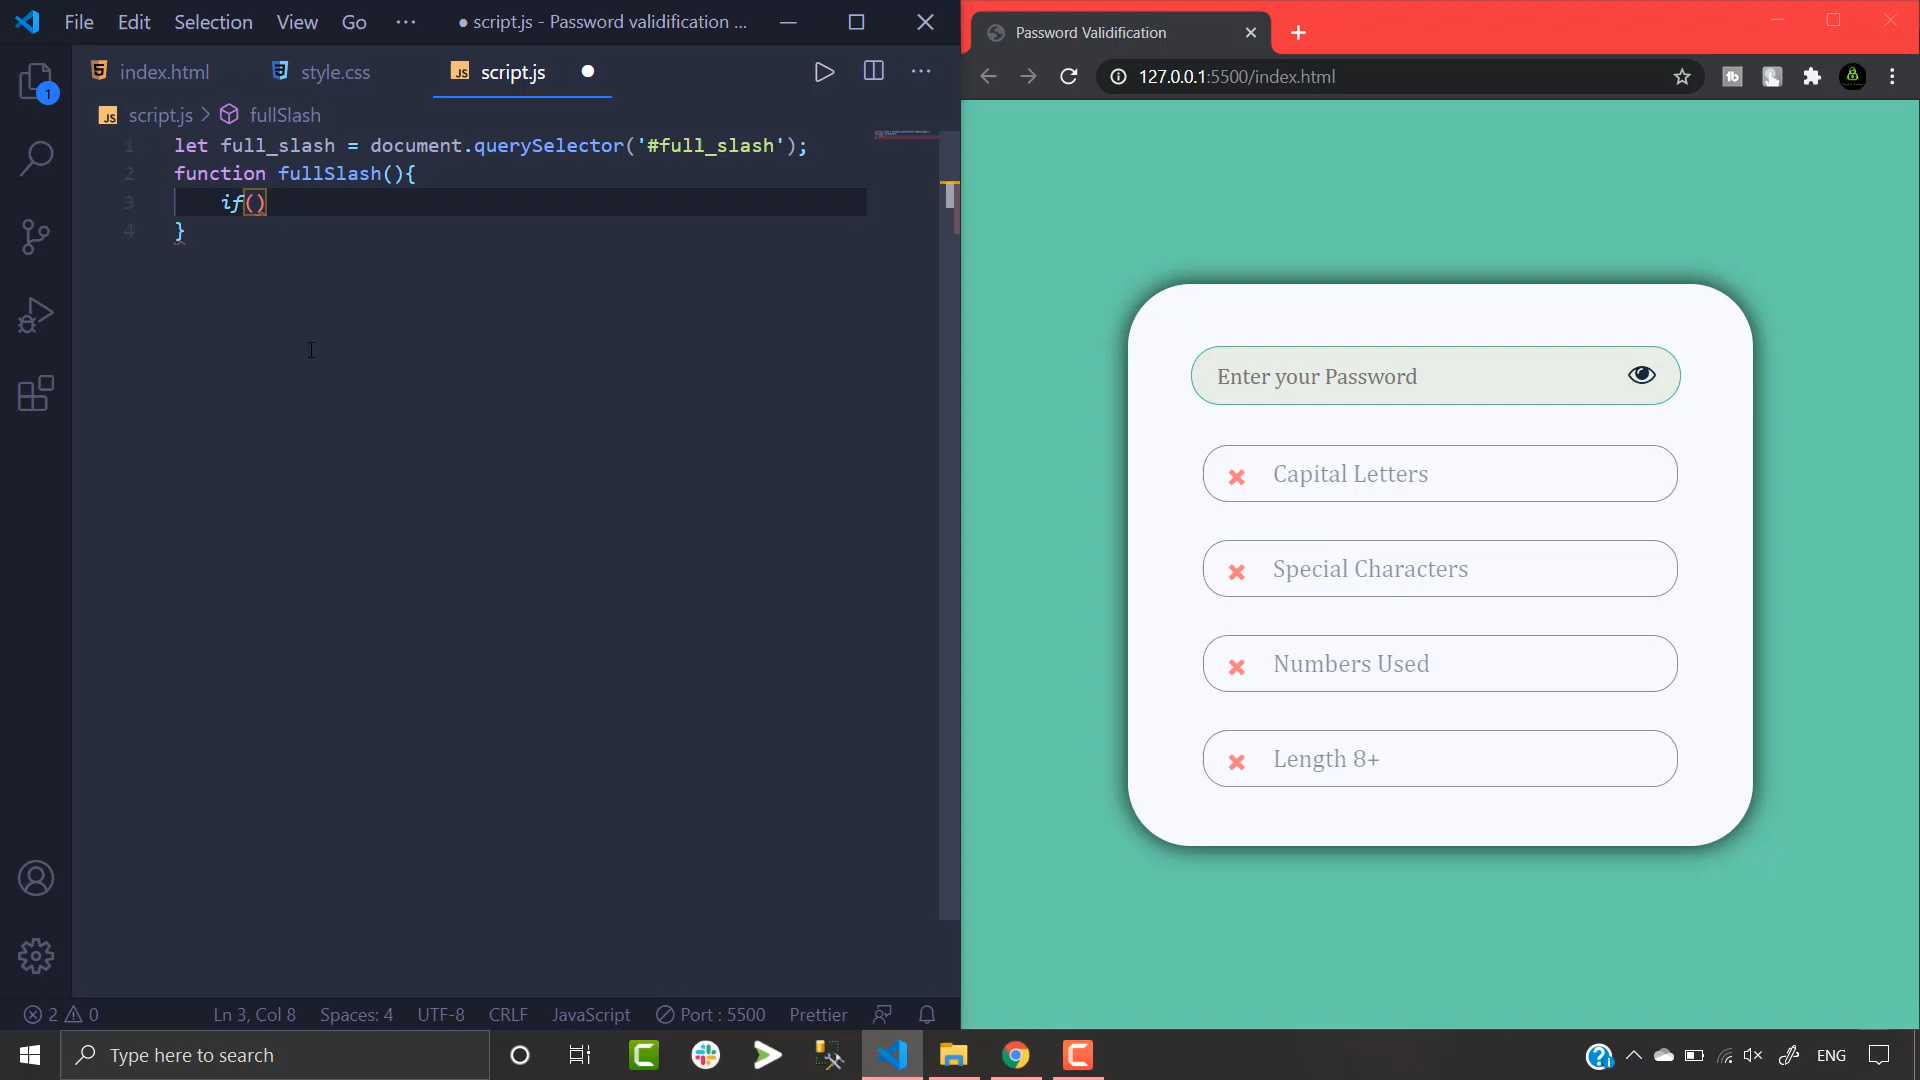 File Edit Selection View Go ··· ● script.js - Password validification ...
index.html style.css JS script.js
JS script.js > fullSlash
1 let full_slash = document.querySelector('#full_slash');
2 function fullSlash(){
3 if()
4 }
1
2 0 Ln 3, Col 8 Spaces: 4 UTF-8 CRLF JavaScript Port : 5500 Prettier
Password Validification
127.0.0.1:5500/index.html
Enter your Password
Capital Letters
Special Characters
Numbers Used
Length 8+
Type here to search
ENG